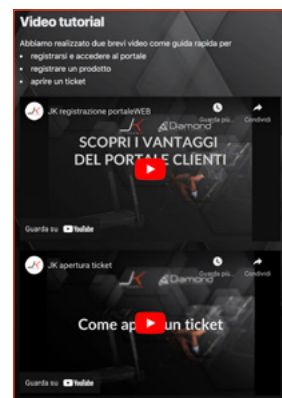 Video tutorial
Abbiamo realizzato due brevi video come guida rapida per
• registrarsi e accedere al portale
• registrare un prodotto
• aprire un ticket
JK registrazione portaleWEB
Guarda più...
Condividi
JK Diamond
SCOPRI I VANTAGGI
DEL PORTALE CLIENTI
Guarda su YouTube
JK apertura ticket
Guarda più...
Condividi
JK Diamond
Come ap un ticket
Guarda su YouTube